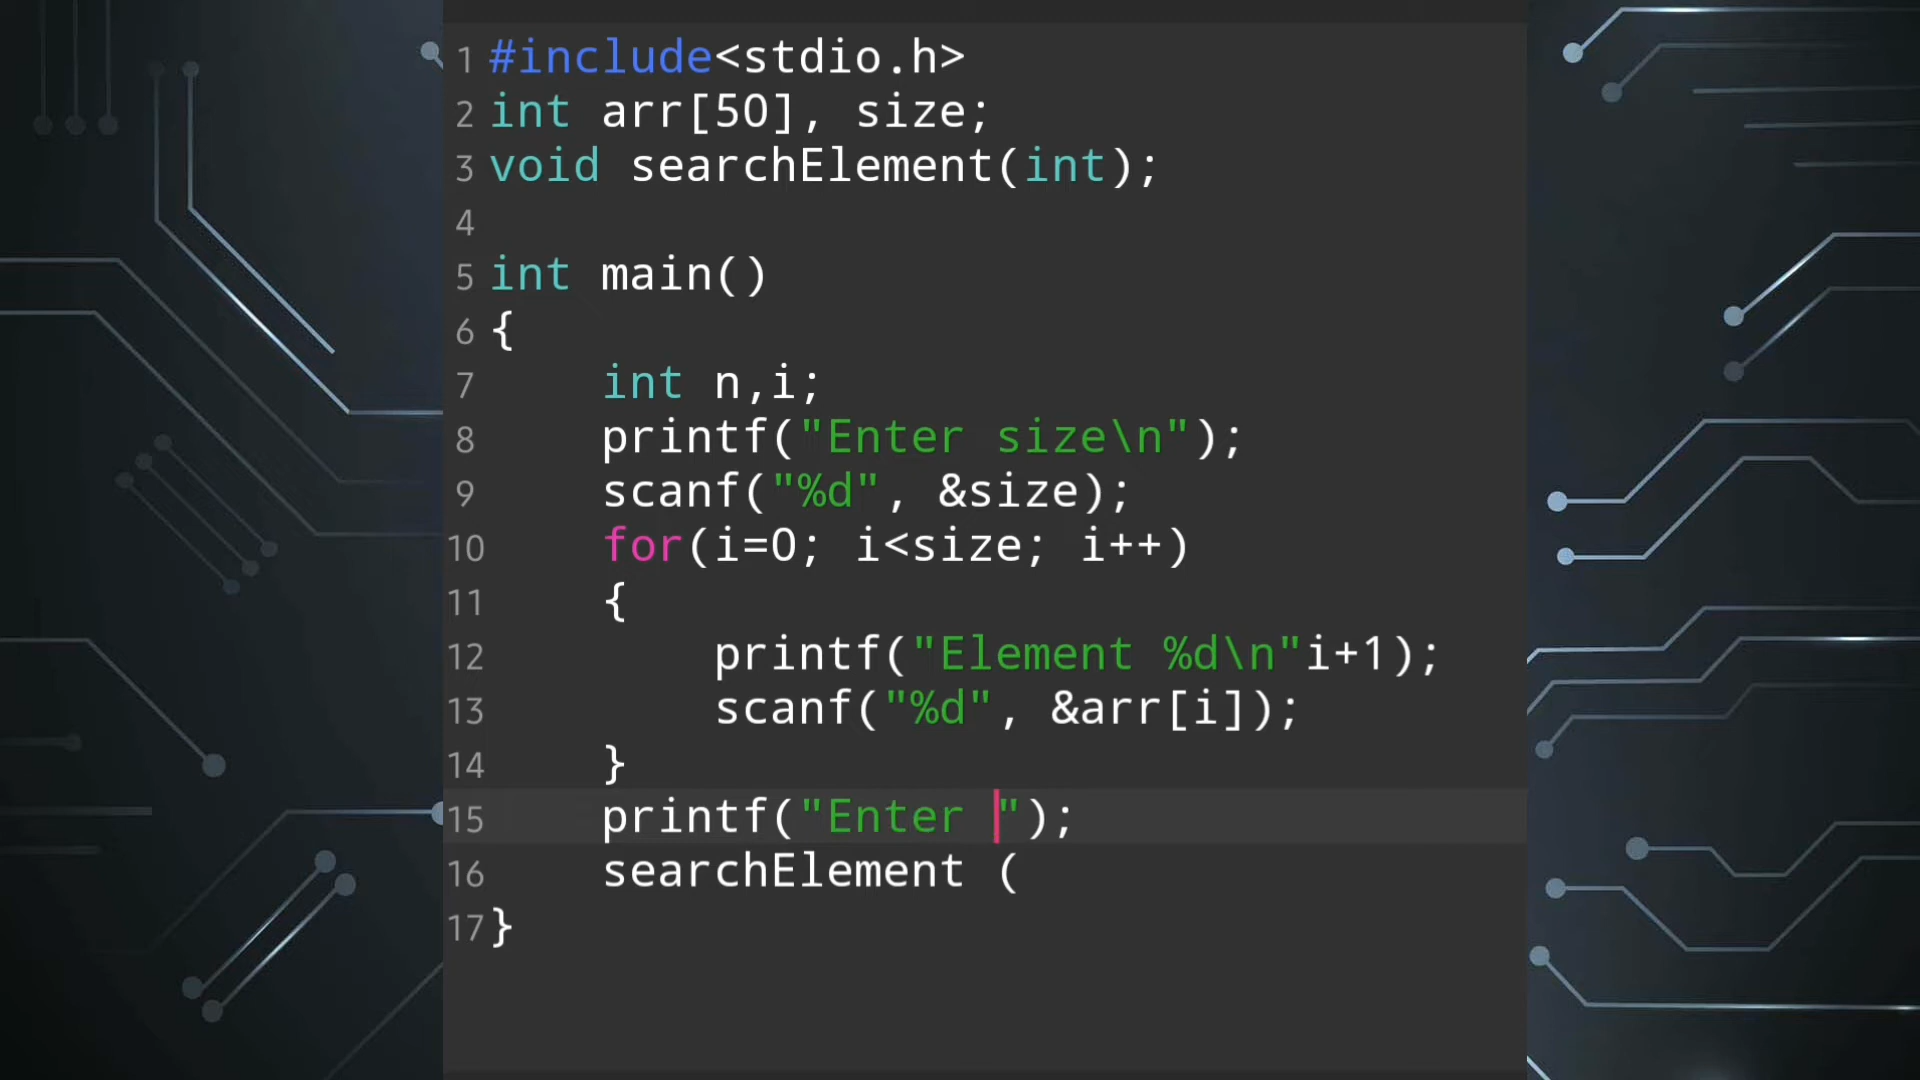 1 #include<stdio.h>
2 int arr[50], size;
3 void searchElement(int);
4
5 int main()
6 {
7     int n,i;
8     printf("Enter size\n");
9     scanf("%d", &size);
10     for(i=0; i<size; i++)
11     {
12         printf("Element %d\n"i+1);
13         scanf("%d", &arr[i]);
14     }
15     printf("Enter ");
16     searchElement (
17 }